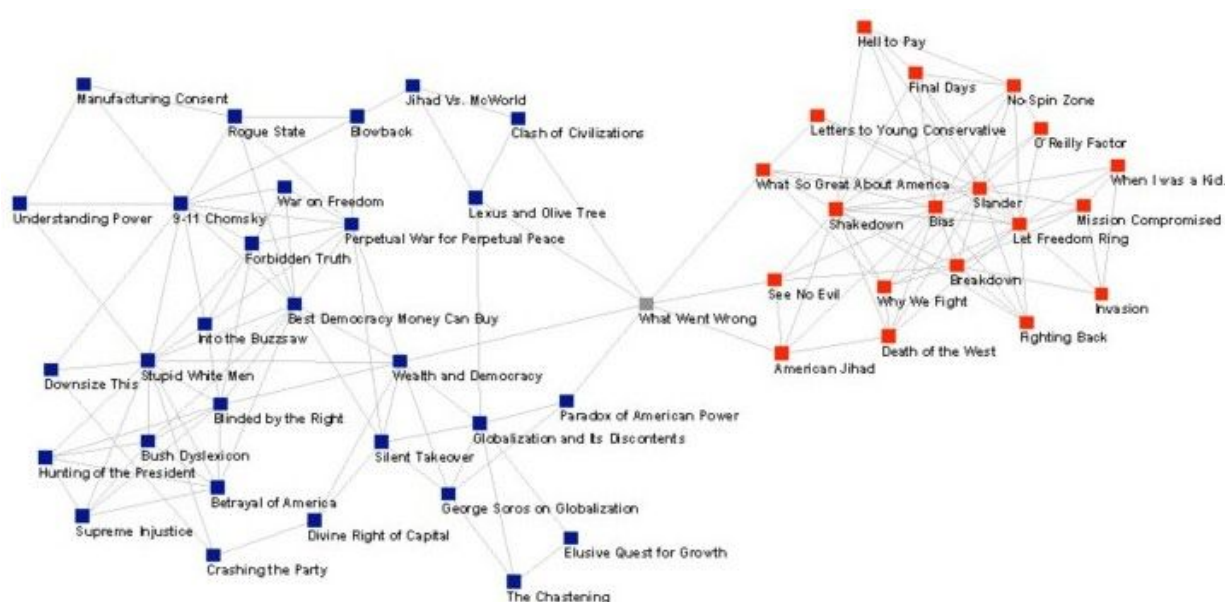 Hell to Pay
Final Days
Manufacturing Consent
Jihad Vs. McWorld
No-Spin Zone
Rogue State
Blowback
Clash of Civilizations
Letters to Young Conservative
O'Reilly Factor
What So Great About America
When I was a Kid.
War on Freedom
Slander
Understanding Power
9-11 Chomsky
Lexus and Olive Tree
Shakedown
Bias
Mission Compromised
Perpetual War for Perpetual Peace
Let Freedom Ring
Forbidden Truth
Breakdown
See No Evil
Why We Fight
Invasion
Best Democracy Money Can Buy
What Went Wrong
Into the Buzzsaw
Fighting Back
Death of the West
American Jihad
Downsize This
Stupid White Men
Wealth and Democracy
Blinded by the Right
Paradox of American Power
Globalization and Its Discontents
Bush Dyslexicon
Silent Takeover
Hunting of the President
Betrayal of America
George Soros on Globalization
Supreme Injustice
Divine Right of Capital
Elusive Quest for Growth
Crashing the Party
The Chastening